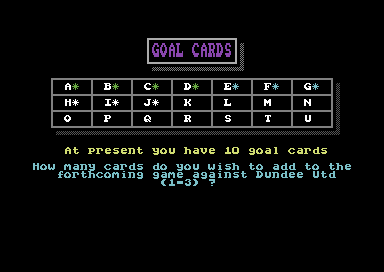 GOAL CARDS
A* B* C* D* E* F* G*
H* I* J* K L M N
O P Q R S T U
At present you have 10 goal cards
How many cards do you wish to add to the
forthcoming game against Dundee Utd
(1=3) ?